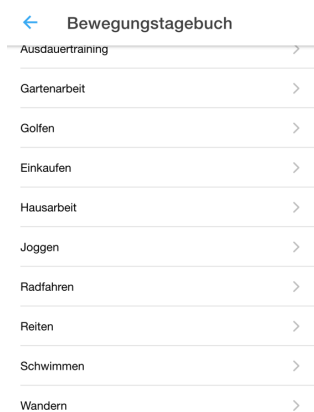 Bewegungstagebuch
Ausdauertraining
Gartenarbeit
Golfen
Einkaufen
Hausarbeit
Joggen
Radfahren
Reiten
Schwimmen
Wandern